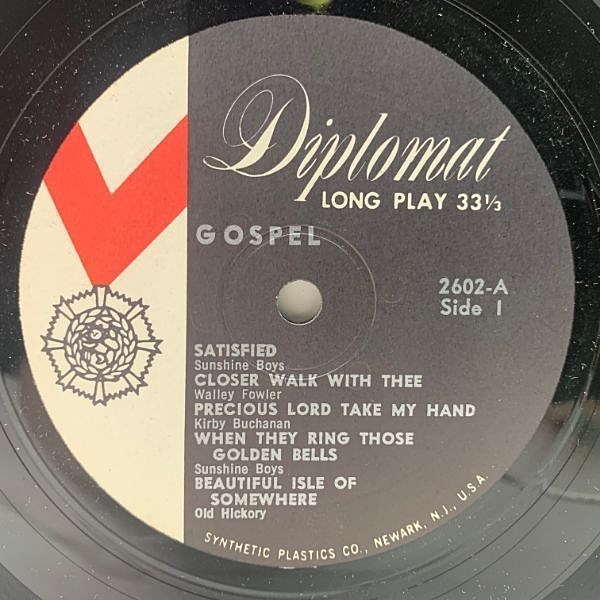 Diplomat
LONG PLAY 33⅓
GOSPEL
2602-A
Side 1
SATISFIED
Sunshine Boys
CLOSER WALK WITH THEE
Walley Fowler
PRECIOUS LORD TAKE MY HAND
Kirby Buchanan
WHEN THEY RING THOSE
GOLDEN BELLS
Sunshine Boys
BEAUTIFUL ISLE OF
SOMEWHERE
Old Hickory
SYNTHETIC PLASTICS CO., NEWARK, N.J., U.S.A.